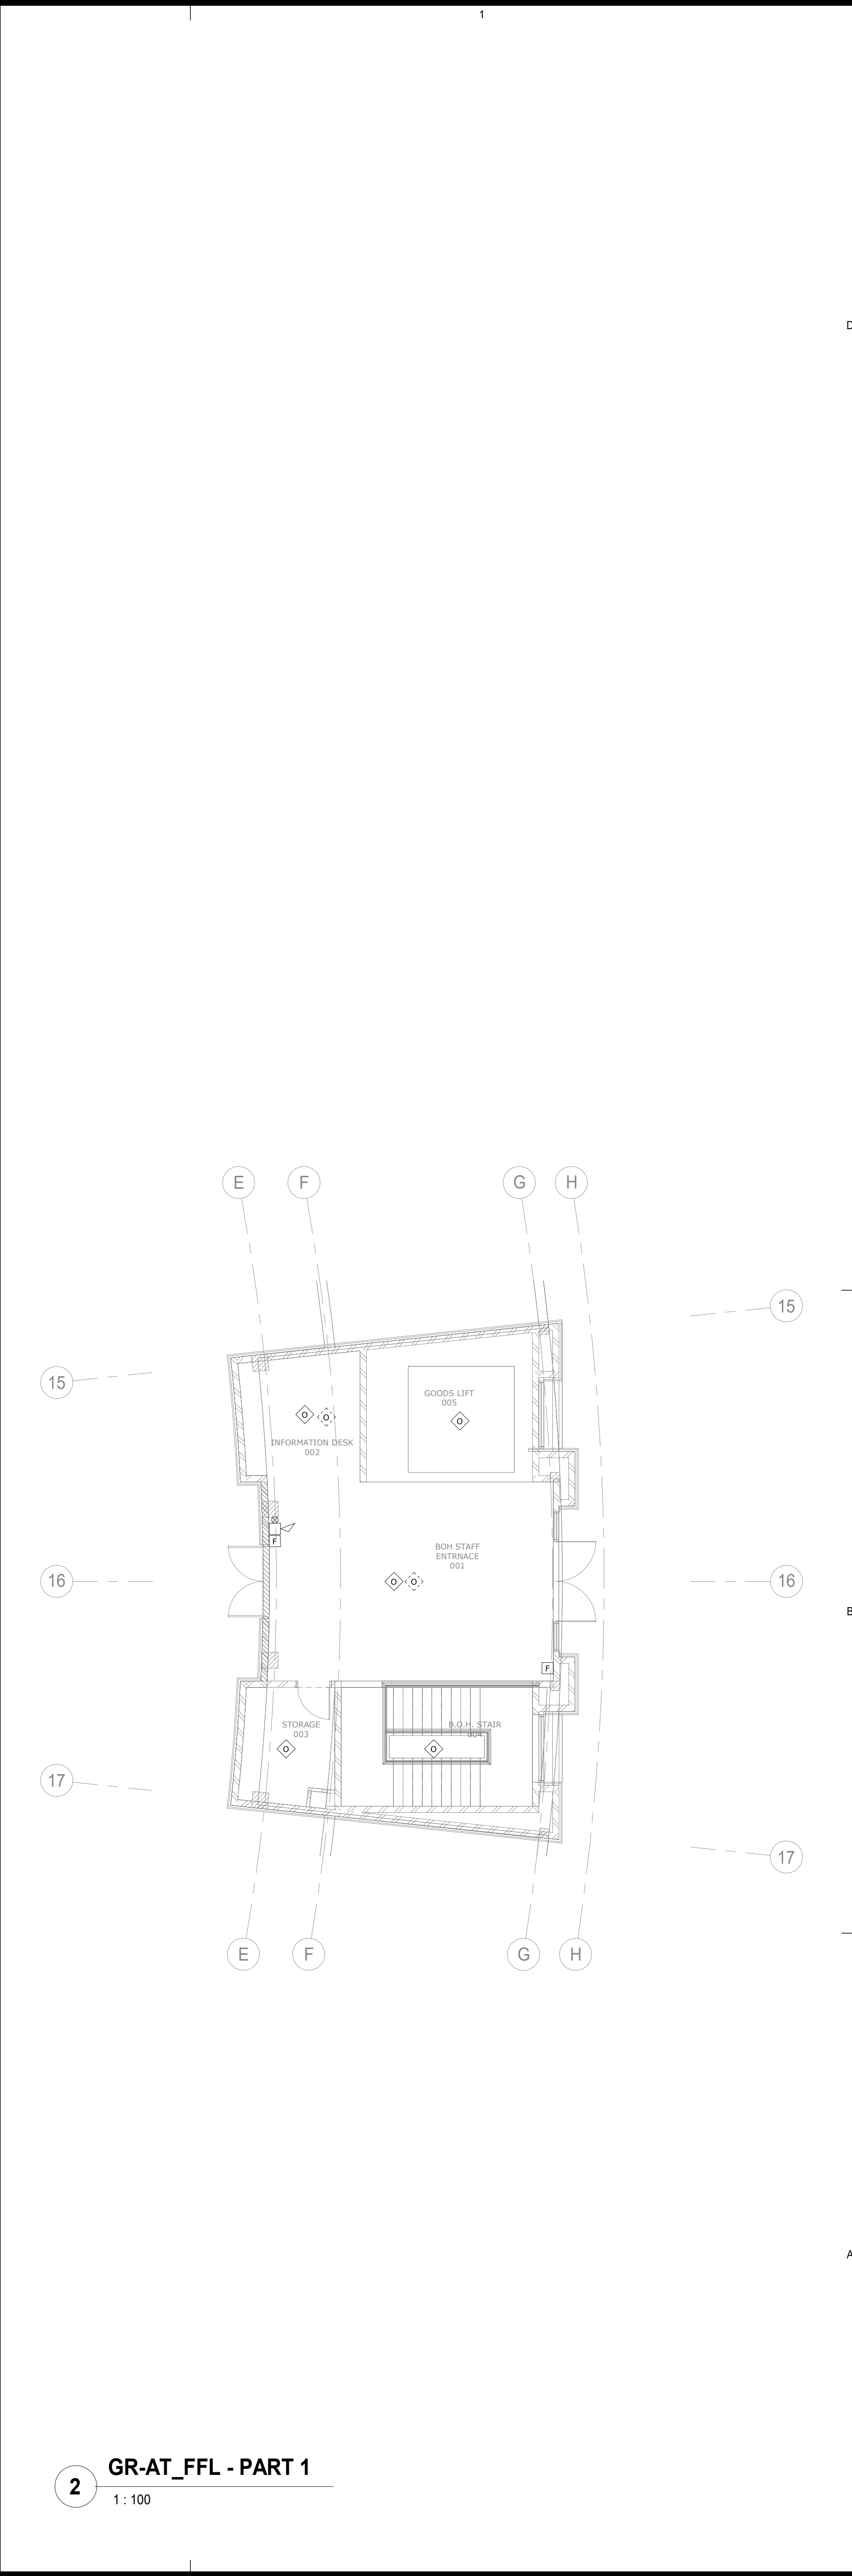 1
D
E F G H
15
15
GOODS LIFT
005
O
O O
INFORMATION DESK
002
F
BOH STAFF
ENTRNACE
001
16
O O
16
B
F
STORAGE
003
B.O.H. STAIR
004
O
O
17
17
E F G H
A
2
GR-AT_FFL - PART 1
1 : 100